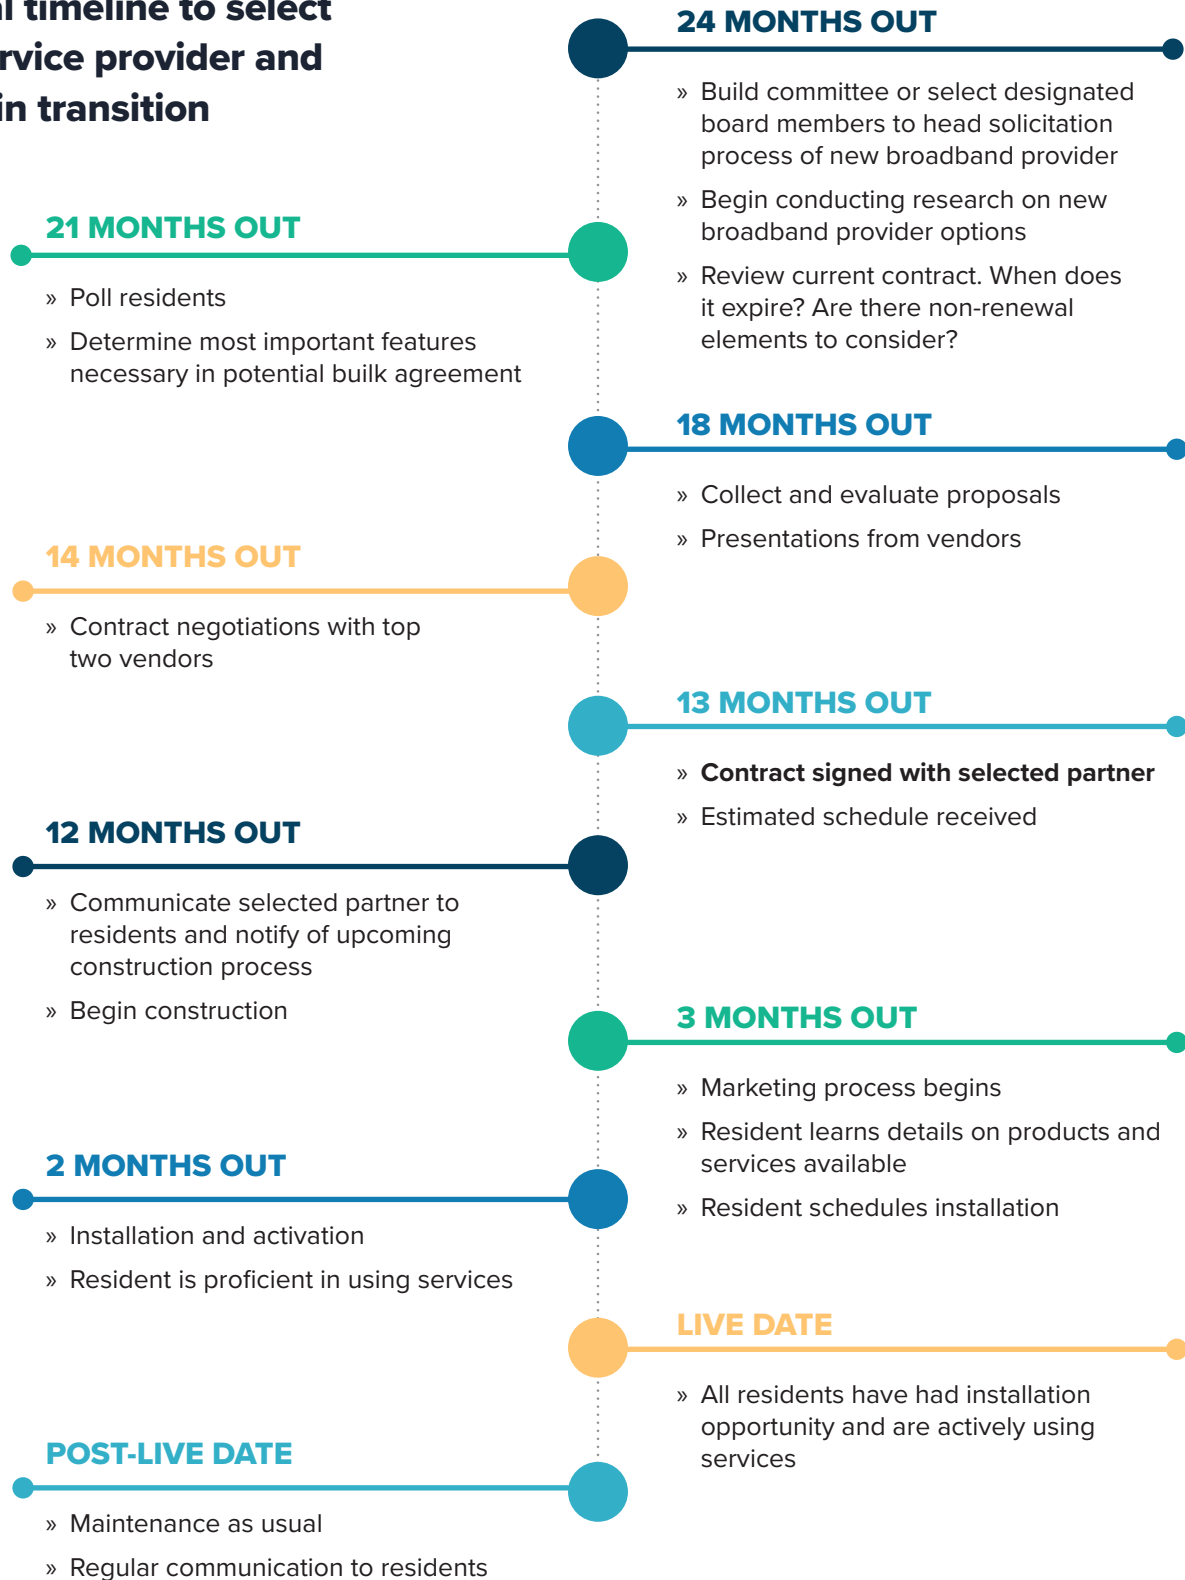 al timeline to select
rvice provider and
in transition
24 MONTHS OUT
» Build committee or select designated
board members to head solicitation
process of new broadband provider
» Begin conducting research on new
broadband provider options
» Review current contract. When does
it expire? Are there non-renewal
elements to consider?
21 MONTHS OUT
» Poll residents
» Determine most important features
necessary in potential builk agreement
18 MONTHS OUT
» Collect and evaluate proposals
» Presentations from vendors
14 MONTHS OUT
» Contract negotiations with top
two vendors
13 MONTHS OUT
» Contract signed with selected partner
» Estimated schedule received
12 MONTHS OUT
» Communicate selected partner to
residents and notify of upcoming
construction process
» Begin construction
3 MONTHS OUT
» Marketing process begins
» Resident learns details on products and
services available
» Resident schedules installation
2 MONTHS OUT
» Installation and activation
» Resident is proficient in using services
LIVE DATE
» All residents have had installation
opportunity and are actively using
services
POST-LIVE DATE
» Maintenance as usual
» Regular communication to residents